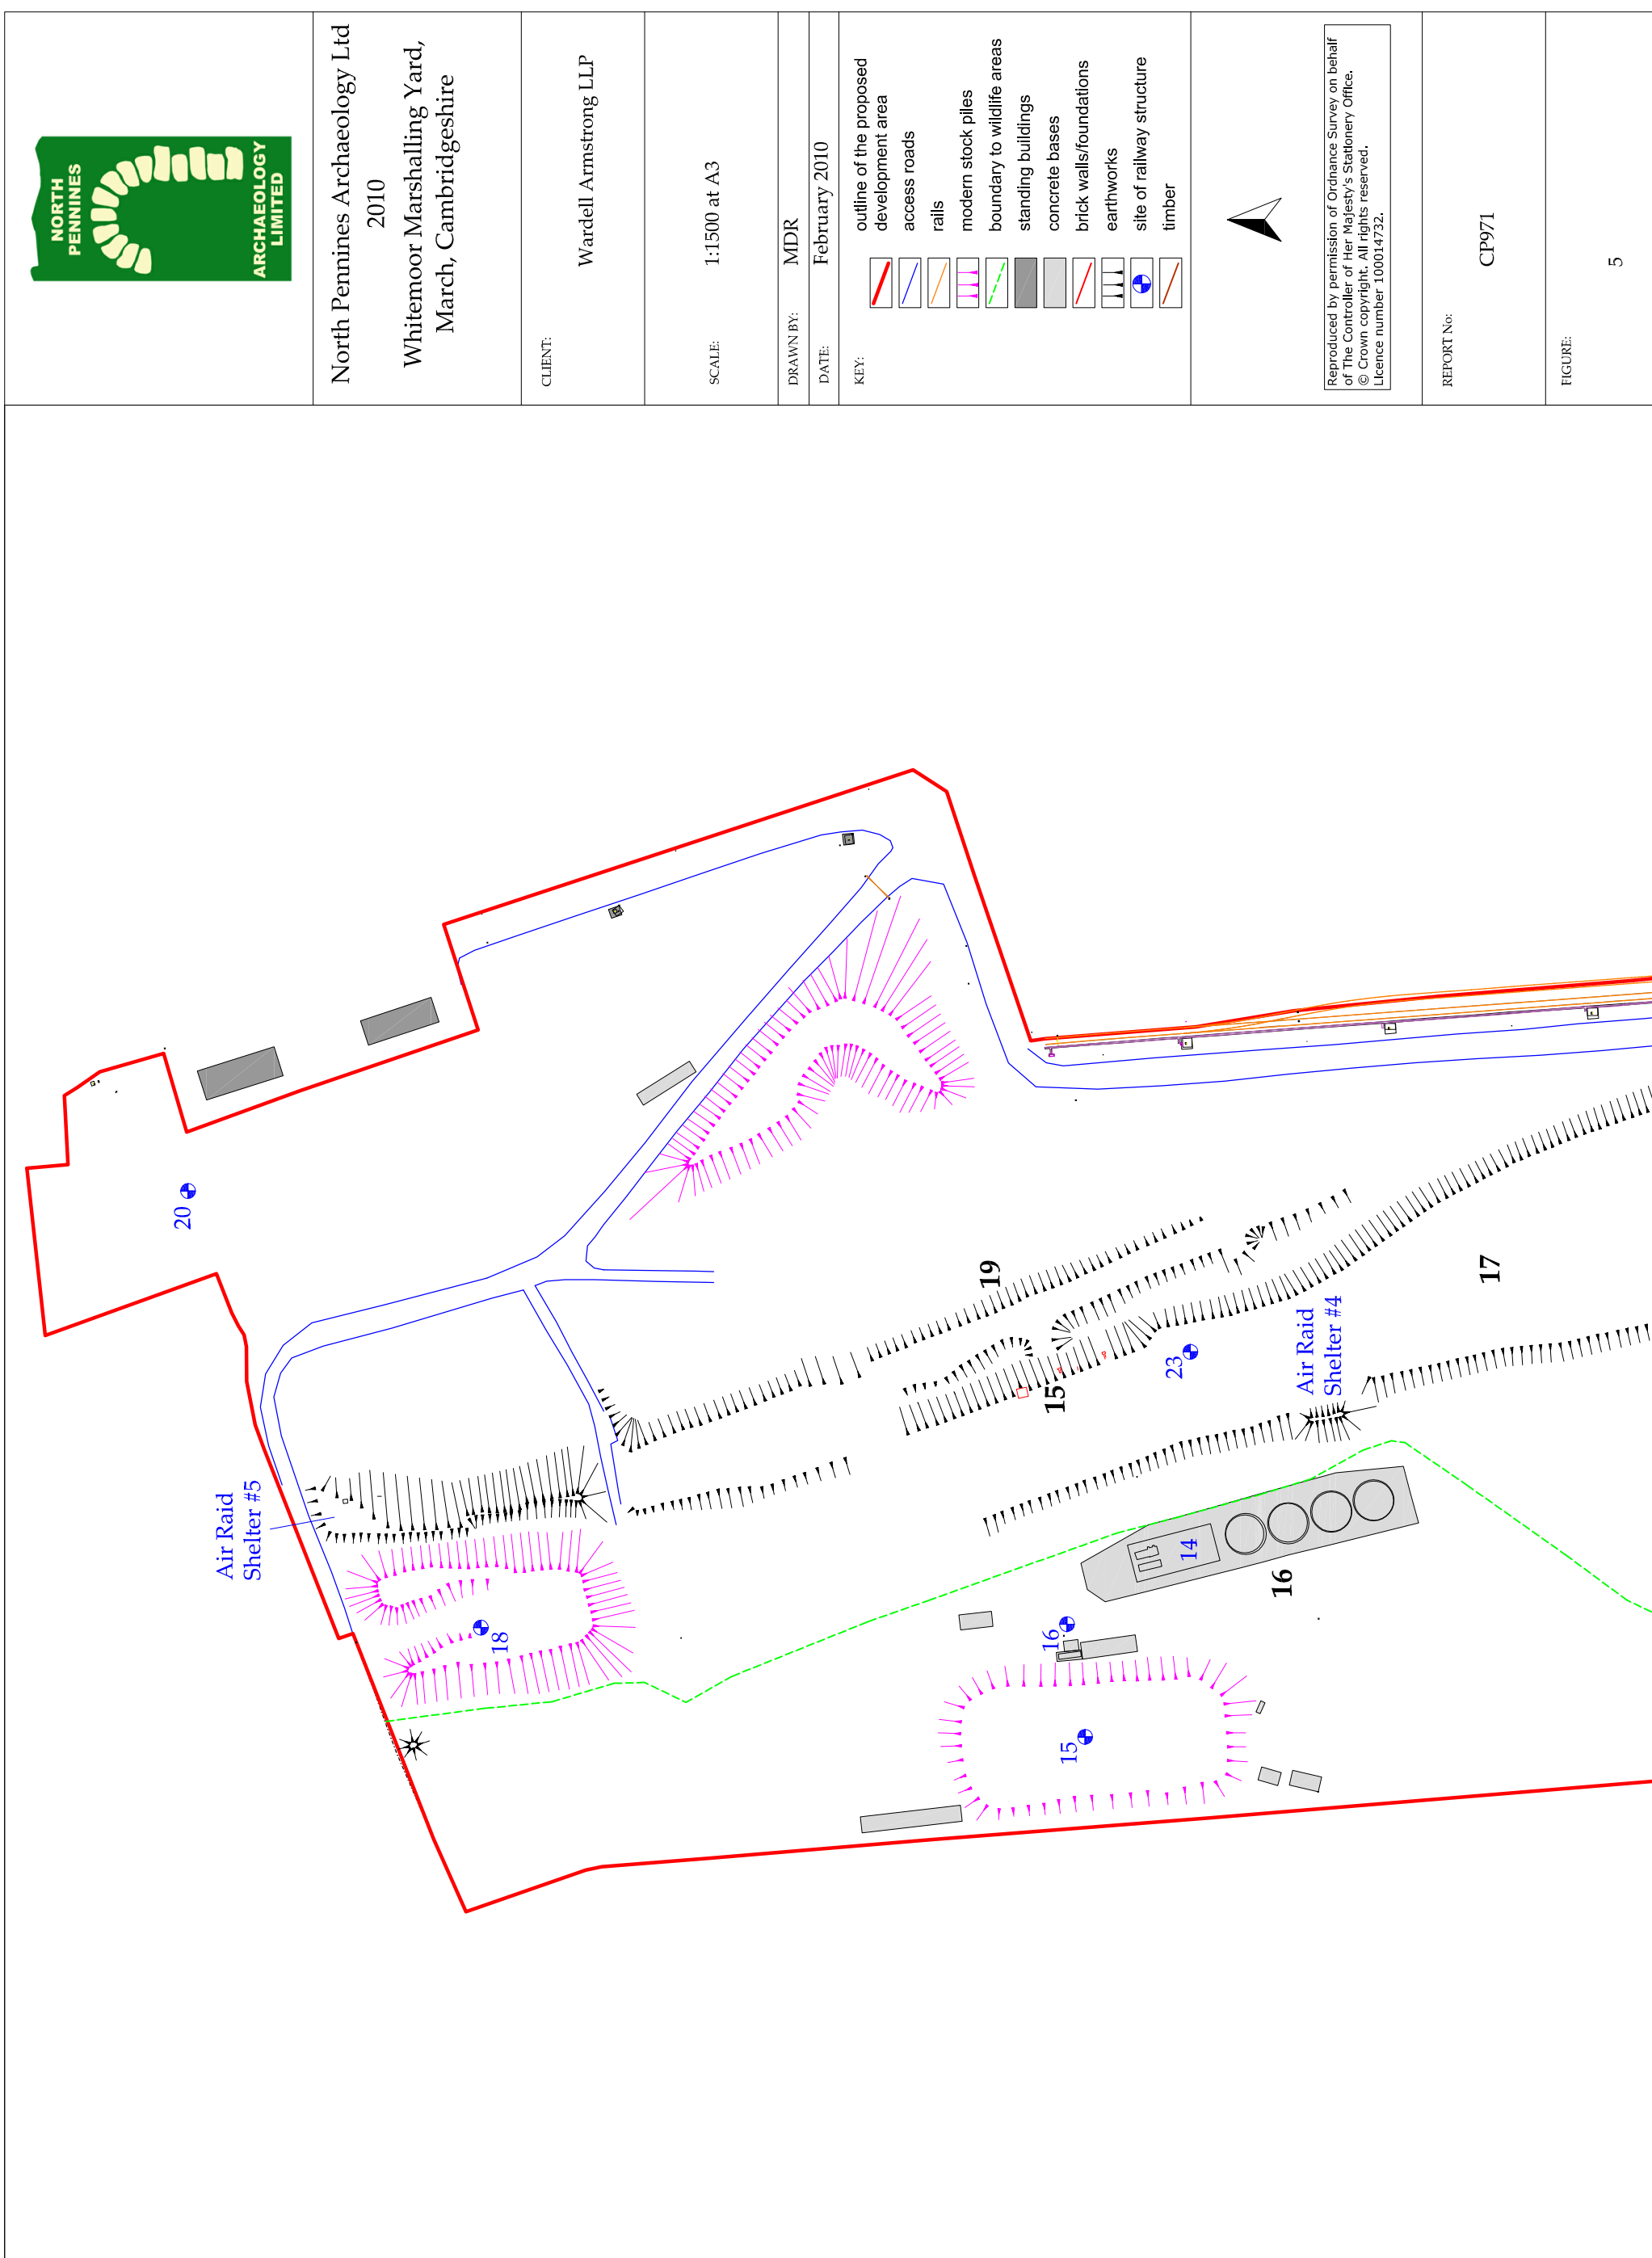 NORTH
PENNINES
ARCHAEOLOGY
LIMITED
North Pennines Archaeology Ltd
2010
Whitemoor Marshalling Yard,
March, Cambridgeshire
CLIENT:
Wardell Armstrong LLP
SCALE:
1:1500 at A3
DRAWN BY:
MDR
DATE:
February 2010
KEY:
outline of the proposed
development area
access roads
rails
modern stock piles
boundary to wildlife areas
standing buildings
concrete bases
brick walls/foundations
earthworks
site of railway structure
timber
Reproduced by permission of Ordnance Survey on behalf
of The Controller of Her Majesty's Stationery Office.
© Crown copyright. All rights reserved.
Licence number 100014732.
REPORT No:
CP971
FIGURE:
5
20
Air Raid
Shelter #5
18
19
15
23
Air Raid
Shelter #4
17
14
16
16
15